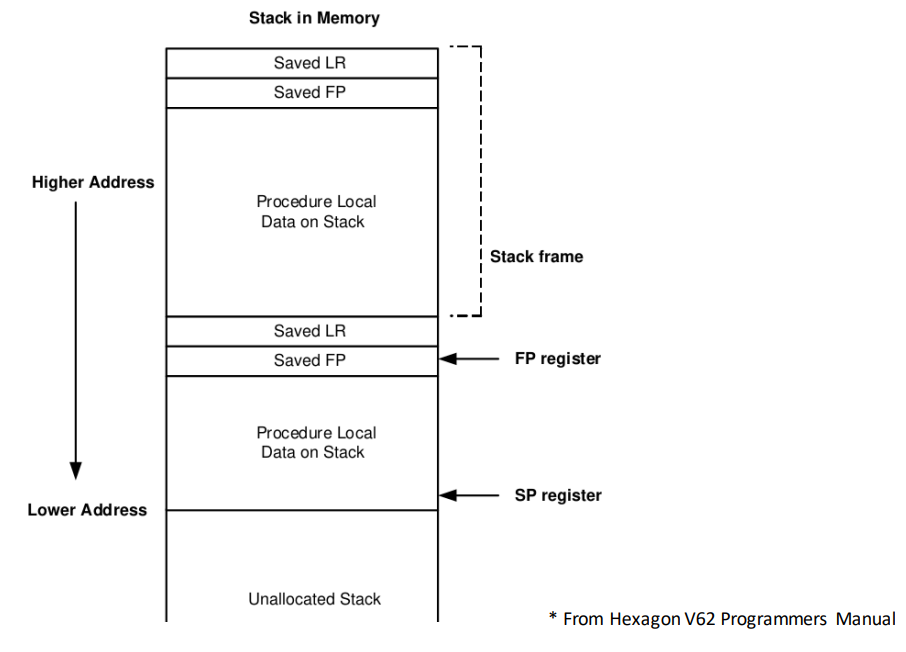 Stack in Memory
Saved LR
Saved FP
Higher Address
Procedure Local
Data on Stack
Stack frame
Saved LR
Saved FP
FP register
Procedure Local
Data on Stack
SP register
Lower Address
Unallocated Stack
* From Hexagon V62 Programmers Manual